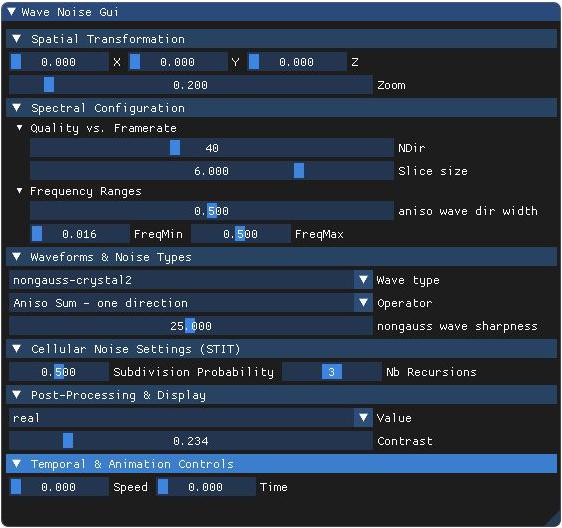 Wave Noise Gui
Spatial Transformation
0.000 X 0.000 Y 0.000 Z
0.200 Zoom
Spectral Configuration
Quality vs. Framerate
40 NDir
6.000 Slice size
Frequency Ranges
0.500 aniso wave dir width
0.016 FreqMin 0.500 FreqMax
Waveforms & Noise Types
nongauss-crystal2 Wave type
Aniso Sum - one direction Operator
25.000 nongauss wave sharpness
Cellular Noise Settings (STIT)
0.500 Subdivision Probability 3 Nb Recursions
Post-Processing & Display
real Value
0.234 Contrast
Temporal & Animation Controls
0.000 Speed 0.000 Time